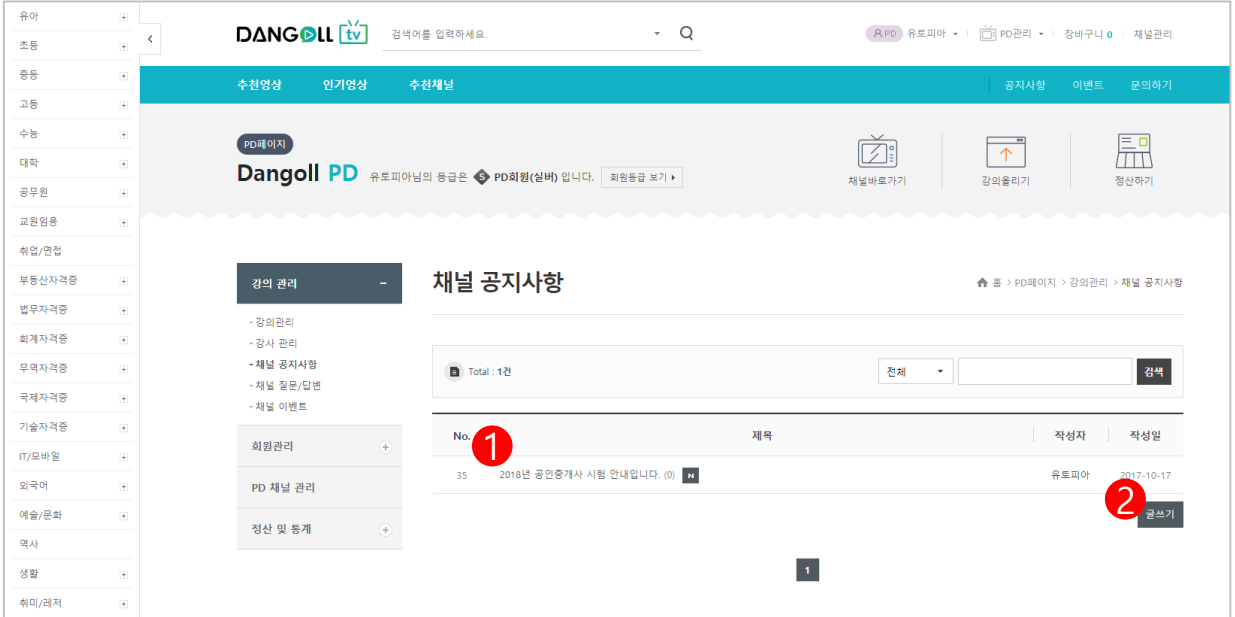 유아
초등
중등
고등
수능
대학
공무원
교원임용
취업/면접
부동산자격증
법무자격증
회계자격증
무역자격증
국제자격증
기술자격증
IT/모바일
외국어
예술/문화
역사
생활
취미/레저
DANGOLL tv 검색어를 입력하세요.
PD 유토피아 PD관리 장바구니 0 채널관리
추천영상 인기영상 추천채널 공지사항 이벤트 문의하기
PD페이지
Dangoll PD 유토피아님의 등급은 S PD회원(실버) 입니다. 회원등급 보기
채널바로가기 강의올리기 정산하기
강의 관리 –
- 강의관리
- 강사 관리
- 채널 공지사항
- 채널 질문/답변
- 채널 이벤트
회원관리
PD 채널 관리
정산 및 통계
채널 공지사항
홈 > PD페이지 > 강의관리 > 채널 공지사항
Total : 1건 전체 검색
No. 제목 작성자 작성일
1
35 2018년 공인중개사 시험 안내입니다. (0) N 유토피아 2017-10-17
2
글쓰기
1